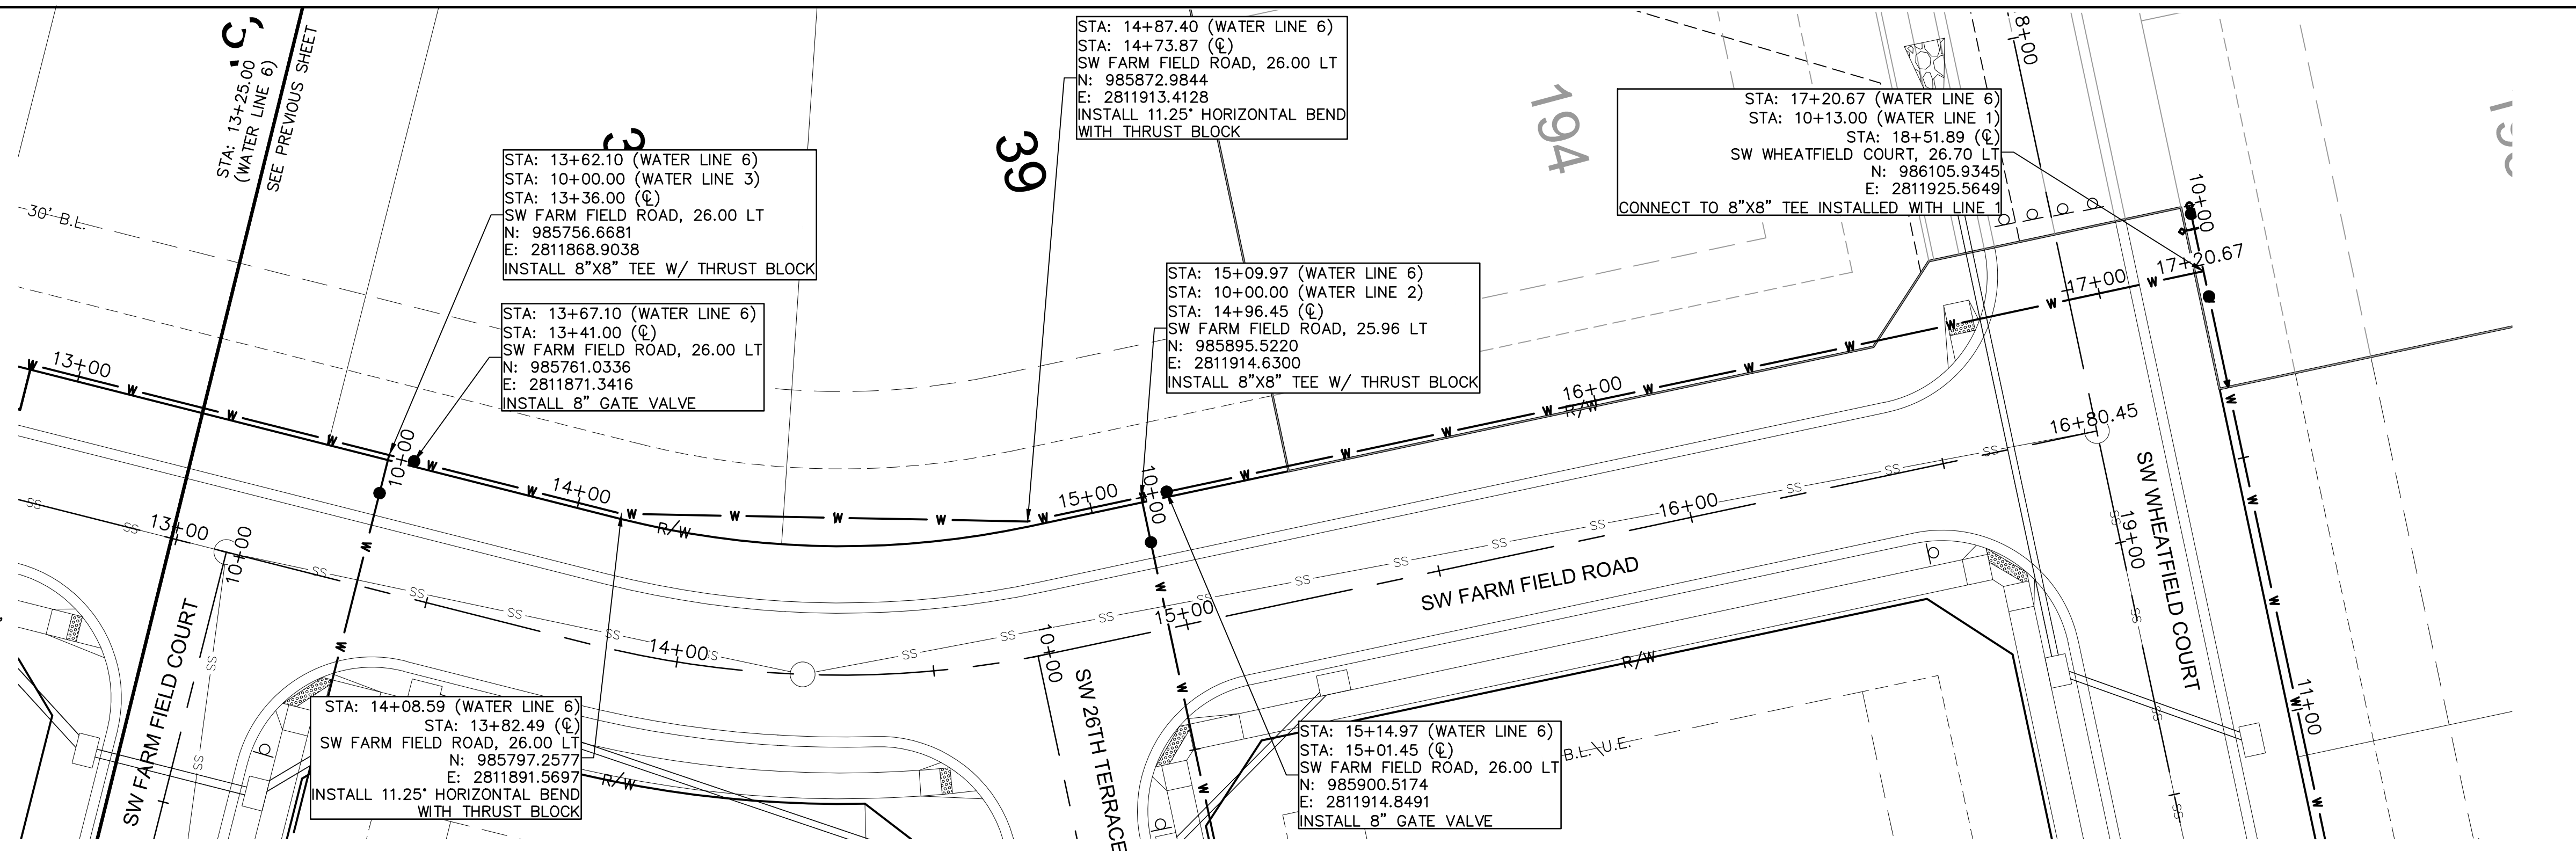 STA: 13+25.00
(WATER LINE 6)
SEE PREVIOUS SHEET
30' B.L.
STA: 13+62.10 (WATER LINE 6)
STA: 10+00.00 (WATER LINE 3)
STA: 13+36.00 (℄)
SW FARM FIELD ROAD, 26.00 LT
N: 985756.6681
E: 2811868.9038
INSTALL 8"X8" TEE W/ THRUST BLOCK
STA: 13+67.10 (WATER LINE 6)
STA: 13+41.00 (℄)
SW FARM FIELD ROAD, 26.00 LT
N: 985761.0336
E: 2811871.3416
INSTALL 8" GATE VALVE
39
STA: 14+87.40 (WATER LINE 6)
STA: 14+73.87 (℄)
SW FARM FIELD ROAD, 26.00 LT
N: 985872.9844
E: 2811913.4128
INSTALL 11.25° HORIZONTAL BEND
WITH THRUST BLOCK
STA: 15+09.97 (WATER LINE 6)
STA: 10+00.00 (WATER LINE 2)
STA: 14+96.45 (℄)
SW FARM FIELD ROAD, 25.96 LT
N: 985895.5220
E: 2811914.6300
INSTALL 8"X8" TEE W/ THRUST BLOCK
194
STA: 17+20.67 (WATER LINE 6)
STA: 10+13.00 (WATER LINE 1)
STA: 18+51.89 (℄)
SW WHEATFIELD COURT, 26.70 LT
N: 986105.9345
E: 2811925.5649
CONNECT TO 8"X8" TEE INSTALLED WITH LINE 1
8+00
10+00
17+20.67
17+00
16+00
R/W
16+80.45
SW WHEATFIELD COURT
19+00
11+00
13+00
10+00
14+00
R/W
15+00
10+00
13+00
10+00
SW FARM FIELD COURT
14+00
15+00
16+00
SW FARM FIELD ROAD
10+00
SW 26TH TERRACE
R/W
R/W
B.L.\U.E.
STA: 14+08.59 (WATER LINE 6)
STA: 13+82.49 (℄)
SW FARM FIELD ROAD, 26.00 LT
N: 985797.2577
E: 2811891.5697
INSTALL 11.25° HORIZONTAL BEND
WITH THRUST BLOCK
STA: 15+14.97 (WATER LINE 6)
STA: 15+01.45 (℄)
SW FARM FIELD ROAD, 26.00 LT
N: 985900.5174
E: 2811914.8491
INSTALL 8" GATE VALVE